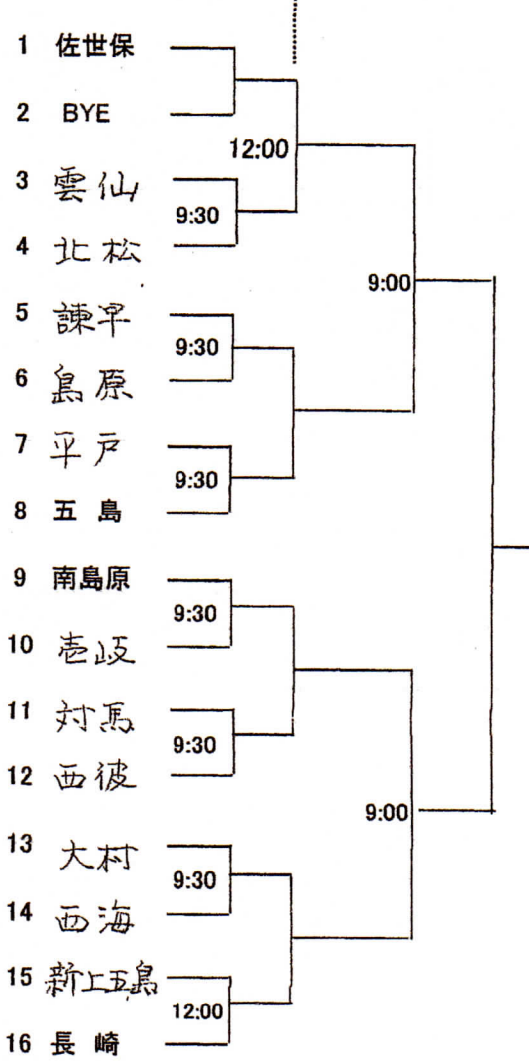 1 佐世保
2 BYE
12:00
3 雲仙
9:30
4 北松
9:00
5 諫早
9:30
6 島原
7 平戸
9:30
8 五島
9 南島原
9:30
10 壱岐
11 対馬
9:30
12 西彼
9:00
13 大村
9:30
14 西海
15 新上五島
12:00
16 長崎